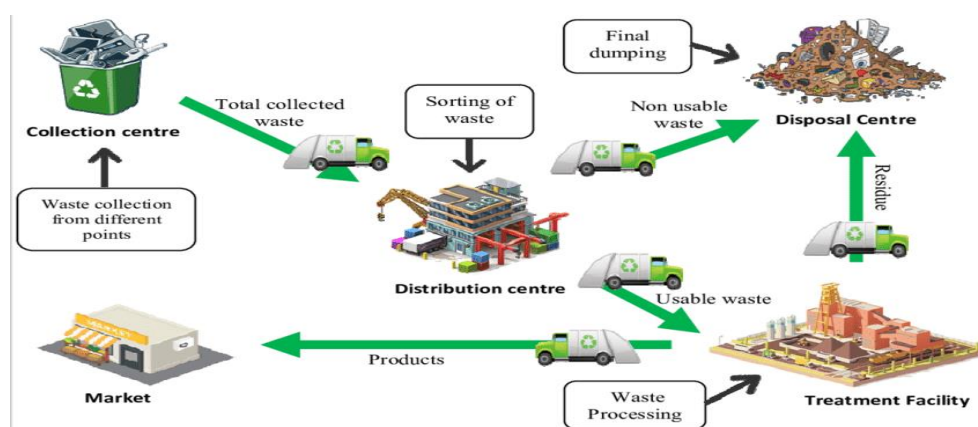 Final
dumping
Total collected
waste
Sorting of
waste
Non usable
waste
Collection centre
Disposal Centre
Waste collection
from different
points
Residue
Distribution centre
Usable waste
Products
Market
Waste
Processing
Treatment Facility